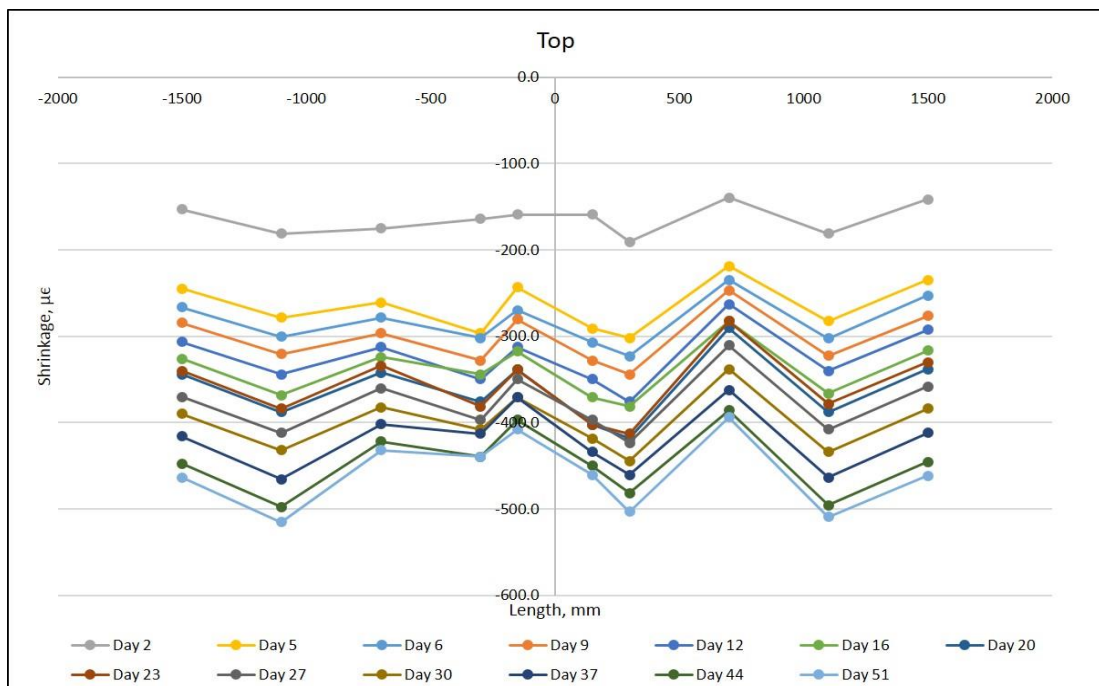 Top
0.0
-2000 -1500 -1000 -500 0 500 1000 1500 2000
-100.0
-200.0
-300.0
-400.0
-500.0
-600.0
Shrinkage, µϵ
Length, mm
Day 2 Day 5 Day 6 Day 9 Day 12 Day 16 Day 20
Day 23 Day 27 Day 30 Day 37 Day 44 Day 51